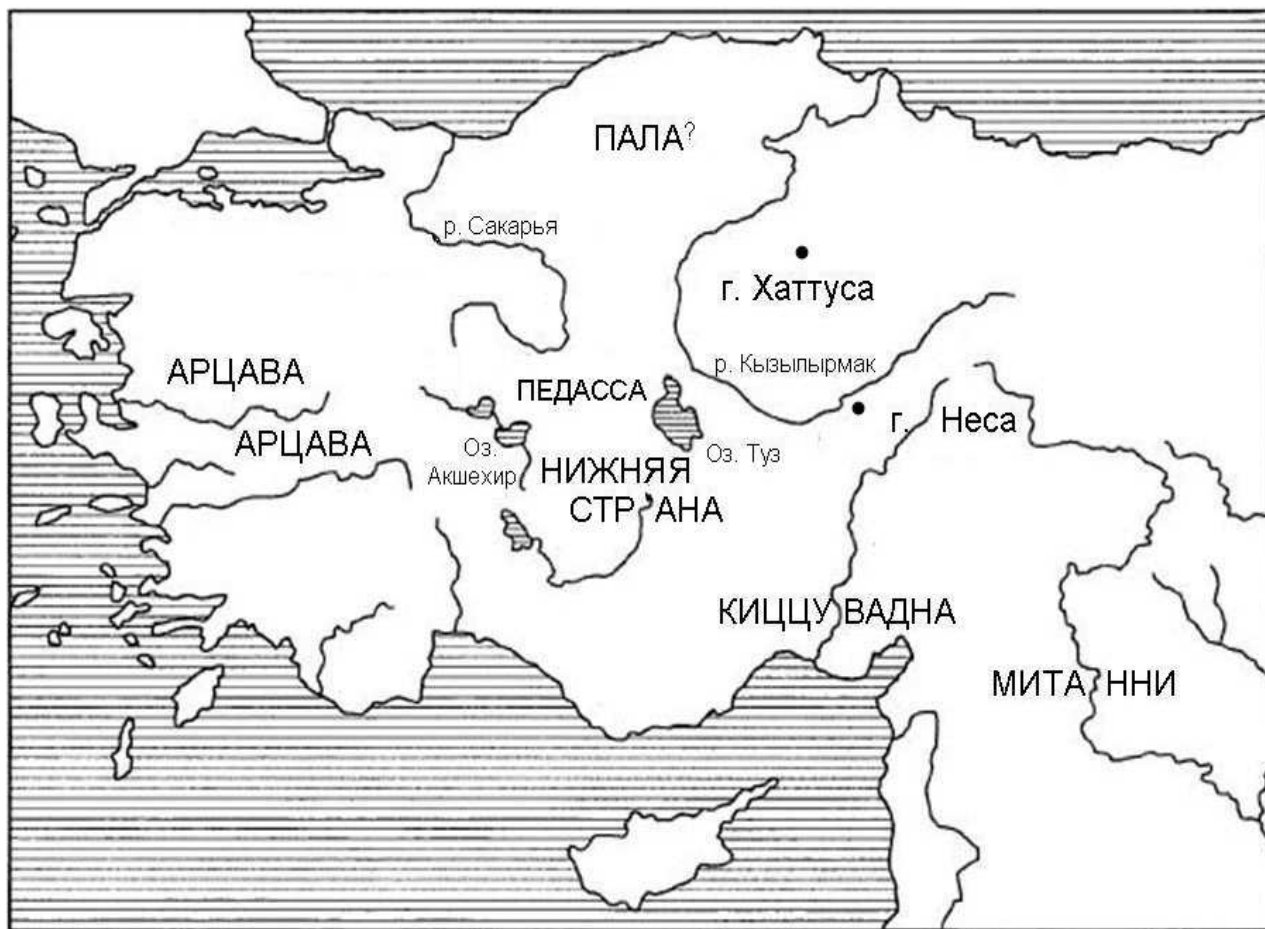 ПАЛА?
р. Сакарья
г. Хаттуса
р. Кызылырмак
АРЦАВА
ПЕДАССА
г. Неса
АРЦАВА
Оз.
Акшехир
Оз. Туз
НИЖНЯЯ
СТРАНА
КИЦЦУВАДНА
МИТАННИ